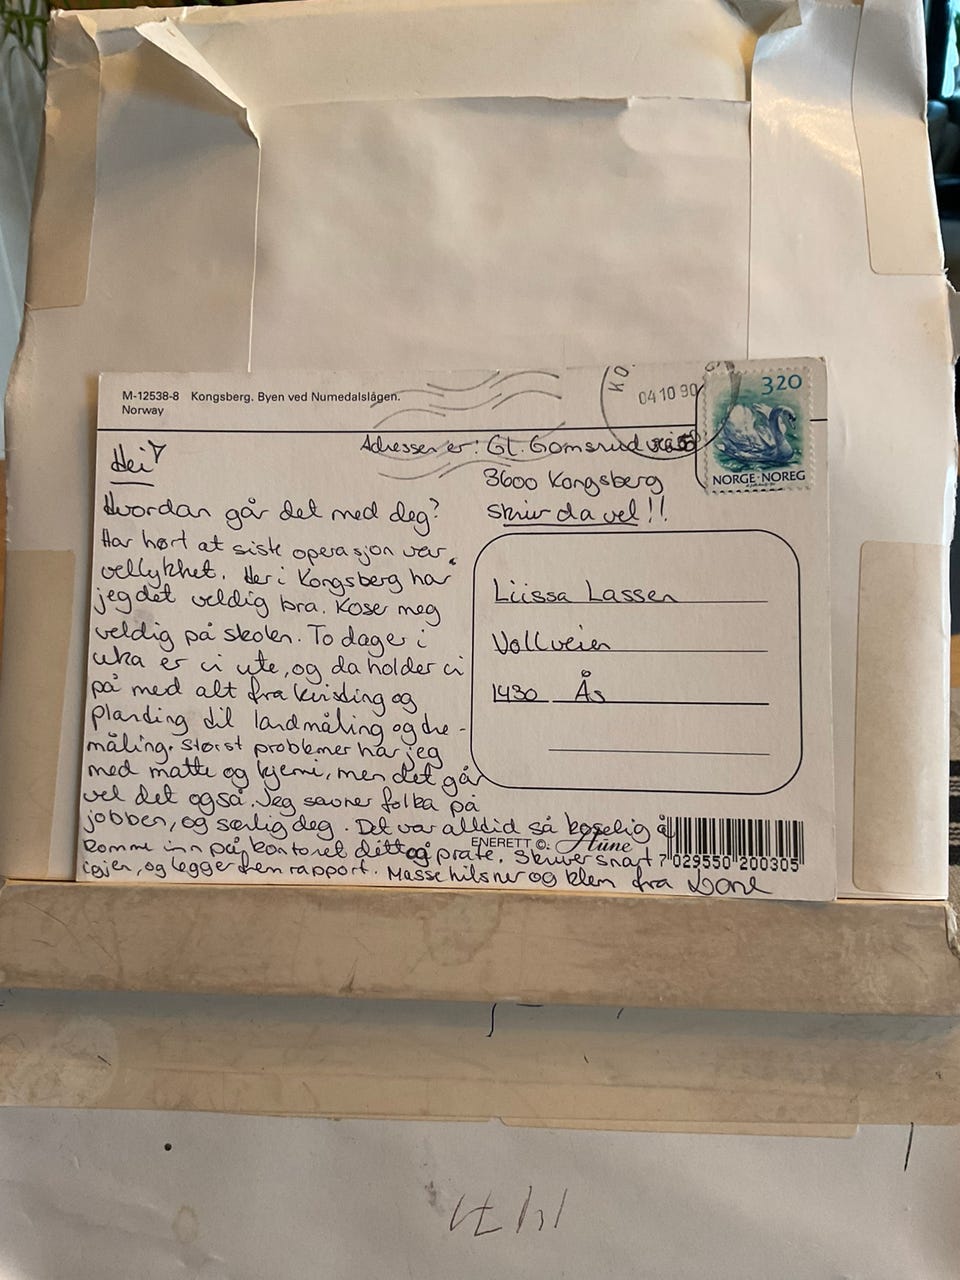 M-12538-8 Kongsberg. Byen ved Numedalslågen.
Norway
04 10 90
320
NORGE·NOREG
Adressen er: Gl. Gomsrudvei
3600 Kongsberg
skriv da vel!!
Hei
Hvordan går det med deg?
Har hørt at siste operasjon var
vellykket. Her i Kongsberg har
jeg det veldig bra. Koser meg
veldig på skolen. To dager i
uka er vi ute, og da holder vi
på med alt fra kvisting og
planting til landmåling og tre-
måling. Størst problemer har jeg
med matte og kjemi, men det går
vel det også. Jeg savner folka på
jobben, og særlig deg. Det var alltid så koselig å
komme inn på kontoret ditt og prate. Skriver snart
igjen, og legger frem rapport. Masse hilsner og klem fra
Liissa Lassen
Vollveien
1430 Ås
ENERETT ©: Aune
7 029550 200305